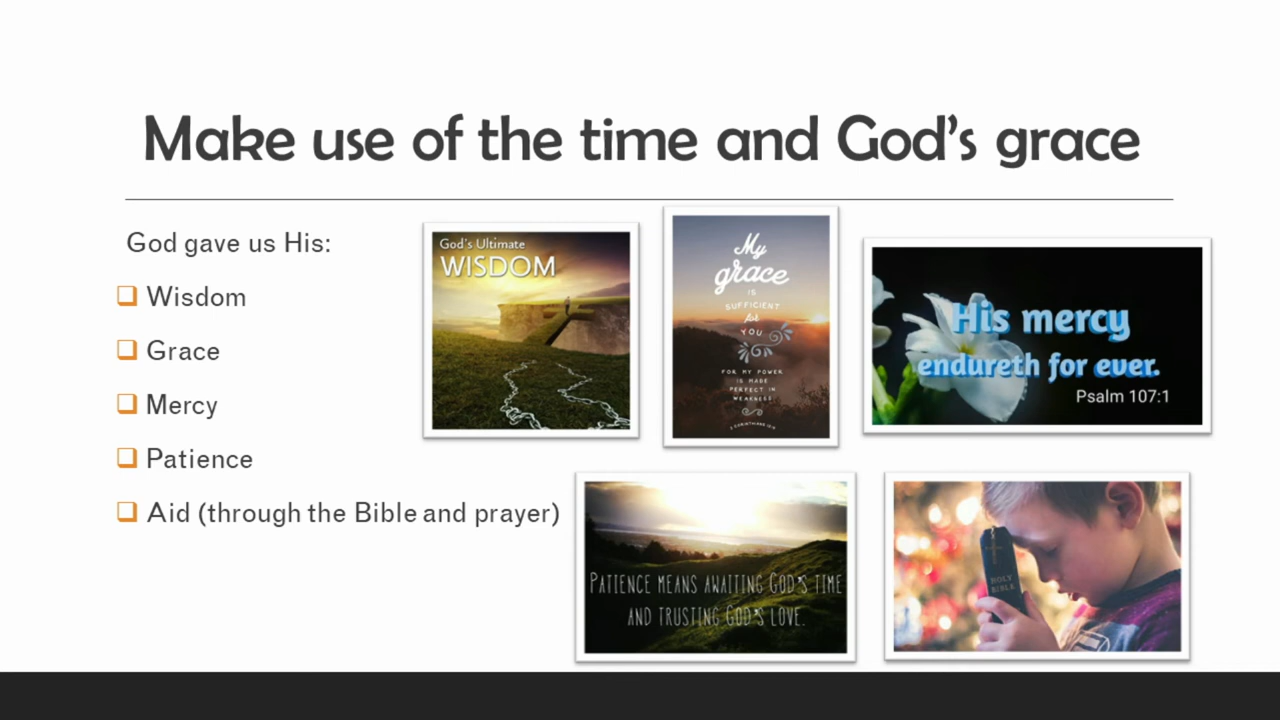 Make use of the time and God's grace
God gave us His:
Wisdom
Grace
Mercy
Patience
Aid (through the Bible and prayer)
God's Ultimate
WISDOM
My
grace
IS
SUFFICIENT
for
YOU
FOR MY POWER
IS MADE
PERFECT IN
WEAKNESS
His mercy
endureth for ever.
Psalm 107:1
PATIENCE MEANS AWAITING GOD'S TIME
AND TRUSTING GOD'S LOVE.
HOLY
BIBLE